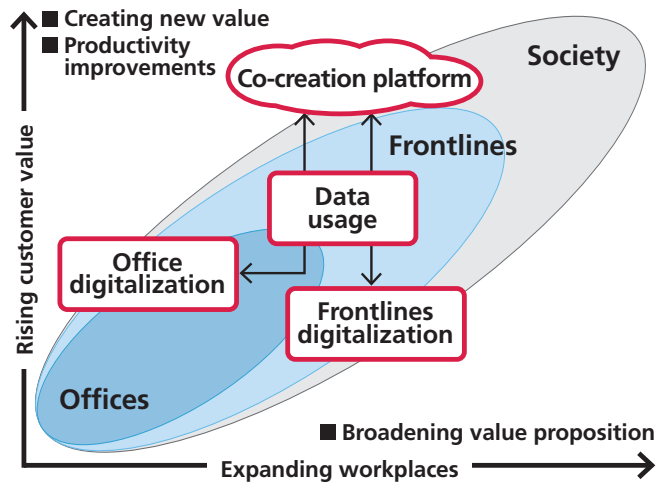 ■ Creating new value
■ Productivity
improvements
Co-creation platform
Society
Frontlines
Data
usage
Office
digitalization
Frontlines
digitalization
Offices
Rising customer value
■ Broadening value proposition
Expanding workplaces